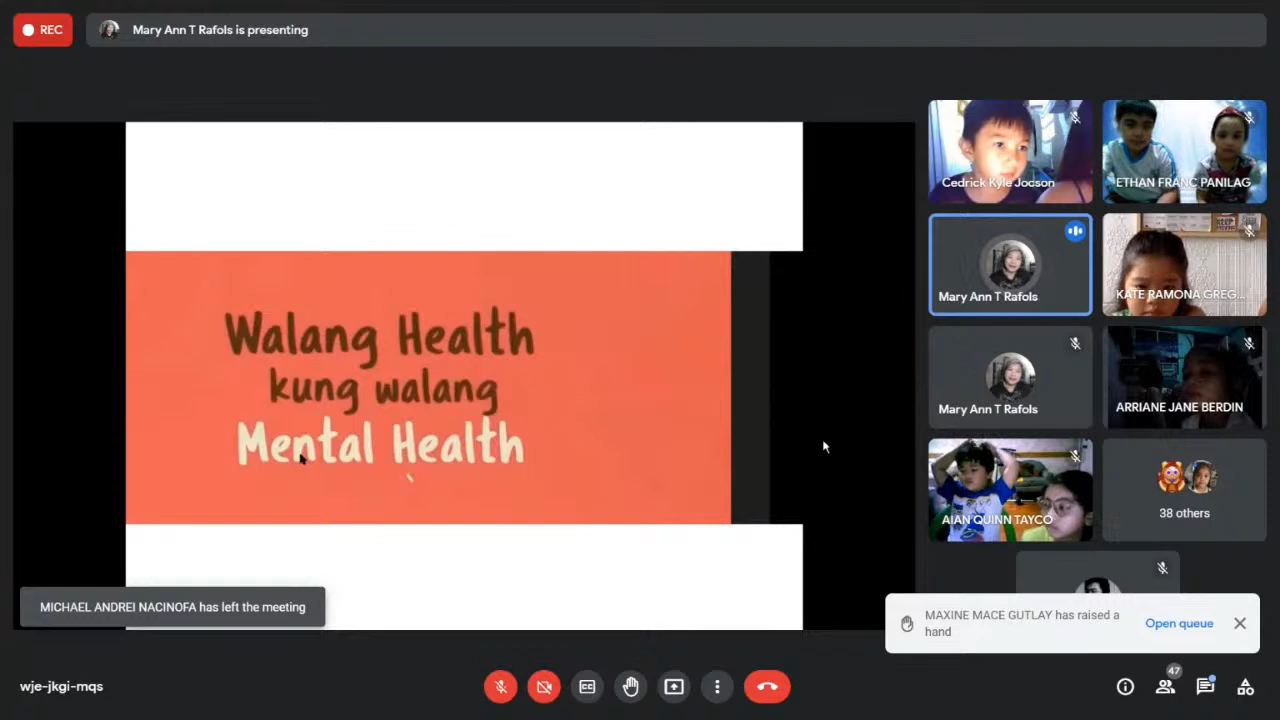 REC
Mary Ann T Rafols is presenting
Walang Health
kung walang
Mental Health
Cedrick Kyle Jocson
ETHAN FRANC PANILAG
Mary Ann T Rafols
KATE RAMONA GREG...
Mary Ann T Rafols
ARRIANE JANE BERDIN
AIAN QUINN TAYCO
38 others
MICHAEL ANDREI NACINOFA has left the meeting
MAXINE MACE GUTLAY has raised a
hand
Open queue
wje-jkgi-mqs
47